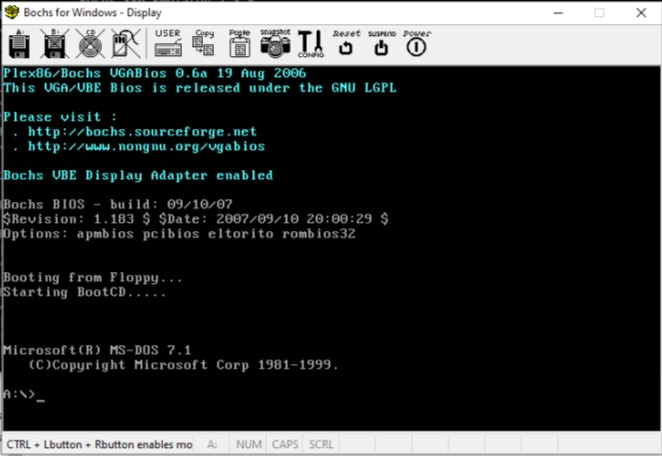 Bochs for Windows - Display
A: B: CD USER Copy Paste snapshot CONFIG Reset SUSPEND Power
Plex86/Bochs VGABios 0.6a 19 Aug 2006
This VGA/VBE Bios is released under the GNU LGPL
Please visit :
. http://bochs.sourceforge.net
. http://www.nongnu.org/vgabios
Bochs VBE Display Adapter enabled
Bochs BIOS - build: 09/10/07
$Revision: 1.183 $ $Date: 2007/09/10 20:00:29 $
Options: apmbios pcibios eltorito rombios32
Booting from Floppy...
Starting BootCD.....
Microsoft(R) MS-DOS 7.1
(C)Copyright Microsoft Corp 1981-1999.
A:\>_
CTRL + Lbutton + Rbutton enables mo A: NUM CAPS SCRL